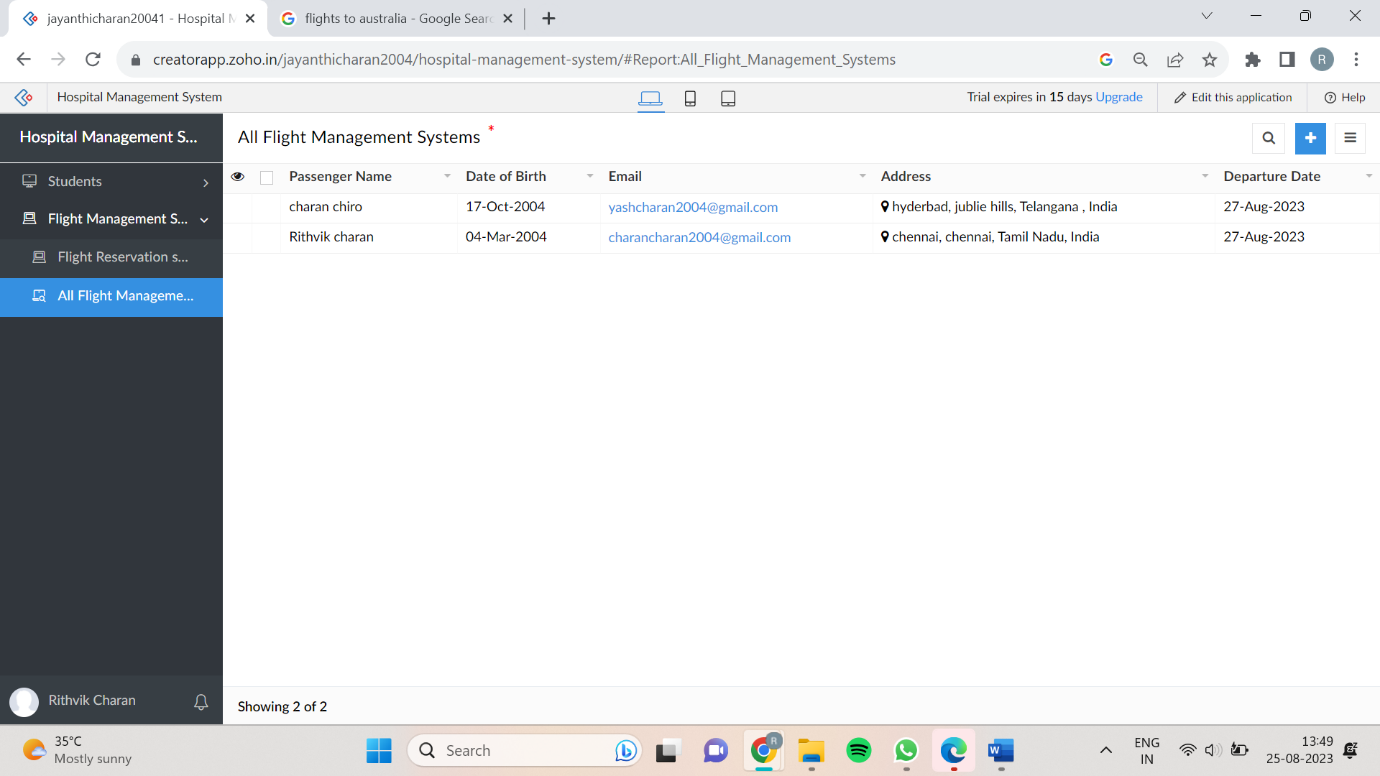 jayanthicharan20041 - Hospital M
flights to australia - Google Searc
creatorapp.zoho.in/jayanthicharan2004/hospital-management-system/#Report:All_Flight_Management_Systems
R
Hospital Management System
Trial expires in 15 days Upgrade
Edit this application
Help
Hospital Management S...
All Flight Management Systems *
Students
Flight Management S...
Flight Reservation s...
All Flight Manageme...
Passenger Name Date of Birth Email Address Departure Date
charan chiro 17-Oct-2004 yashcharan2004@gmail.com hyderbad, jublie hills, Telangana , India 27-Aug-2023
Rithvik charan 04-Mar-2004 charancharan2004@gmail.com chennai, chennai, Tamil Nadu, India 27-Aug-2023
Rithvik Charan
Showing 2 of 2
35°C
Mostly sunny
Search
R
W
ENG
IN
13:49
25-08-2023